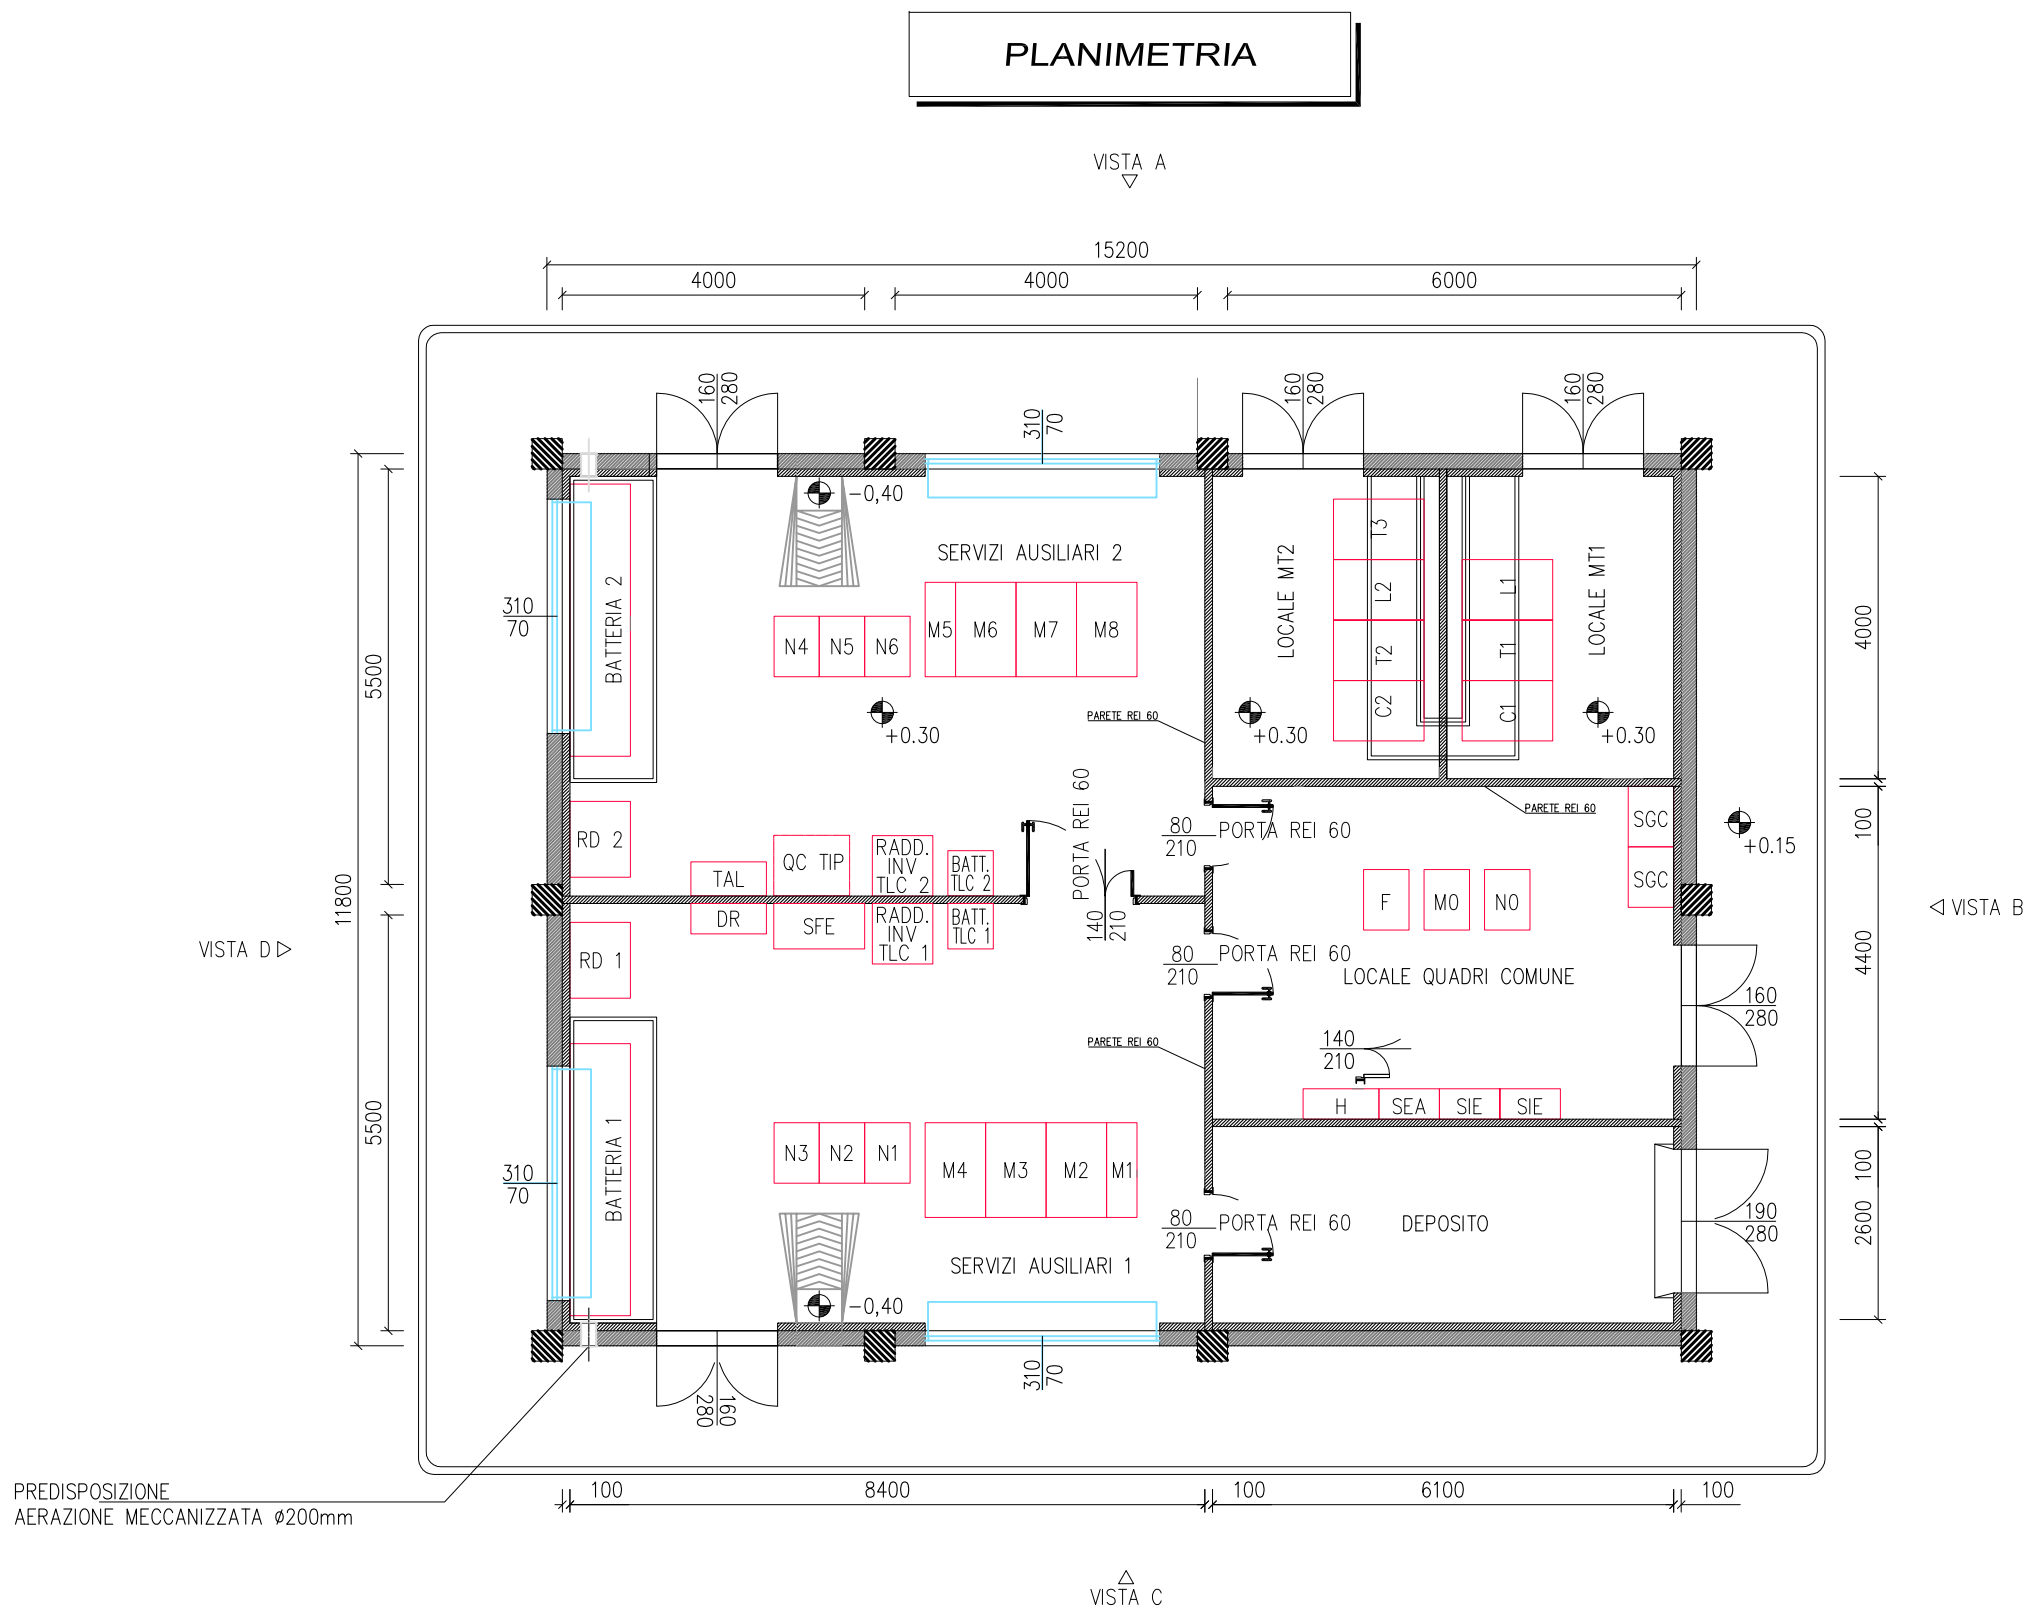 PLANIMETRIA
VISTA A
15200
4000
4000
6000
160
280
310
70
160
280
160
280
-0,40
SERVIZI AUSILIARI 2
LOCALE MT2
T3
L2
T2
C2
L1
T1
C1
LOCALE MT1
310
70
BATTERIA 2
N4
N5
N6
M5
M6
M7
M8
4000
5500
+0.30
PARETE REI 60
+0.30
+0.30
PORTA REI 60
80
210
PORTA REI 60
PARETE REI 60
SGC
SGC
100
+0.15
RD 2
TAL
QC TIP
RADD.
INV
TLC 2
BATT.
TLC 2
11800
F
M0
N0
VISTA B
DR
SFE
RADD.
INV
TLC 1
BATT.
TLC 1
140
210
VISTA D
RD 1
80
210
PORTA REI 60
LOCALE QUADRI COMUNE
4400
160
280
PARETE REI 60
140
210
H
SEA
SIE
SIE
5500
BATTERIA 1
310
70
N3
N2
N1
M4
M3
M2
M1
100
80
210
PORTA REI 60
DEPOSITO
190
280
2600
SERVIZI AUSILIARI 1
-0,40
160
280
310
70
PREDISPOSIZIONE
AERAZIONE MECCANIZZATA Ø200mm
100
8400
100
6100
100
VISTA C